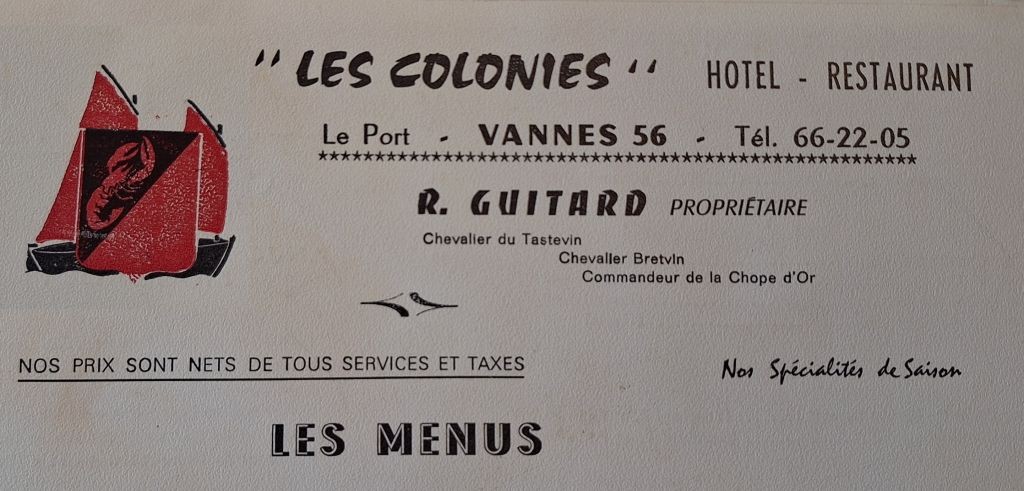 "LES COLONIES" HOTEL - RESTAURANT
Le Port - VANNES 56 - Tél. 66-22-05
R. GUITARD PROPRIÉTAIRE
Chevalier du Tastevin
Chevalier Bretvin
Commandeur de la Chope d'Or
NOS PRIX SONT NETS DE TOUS SERVICES ET TAXES
Nos Spécialités de Saison
LES MENUS